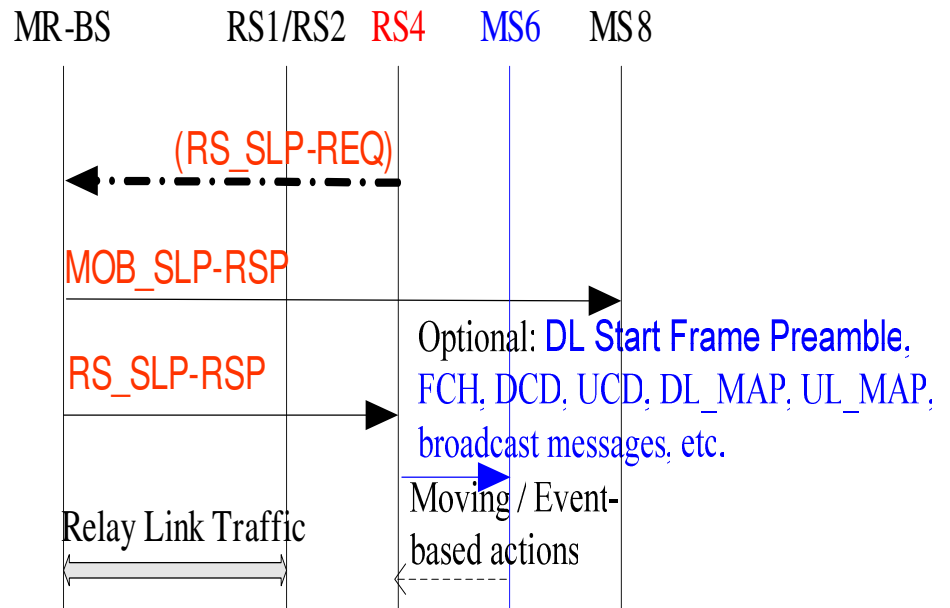 MR-BS RS1/RS2 RS4 MS6 MS8
(RS_SLP-REQ)
MOB_SLP-RSP
Optional: DL Start Frame Preamble,
RS_SLP-RSP
FCH, DCD, UCD, DL_MAP, UL_MAP,
broadcast messages, etc.
Moving / Event-
based actions
Relay Link Traffic